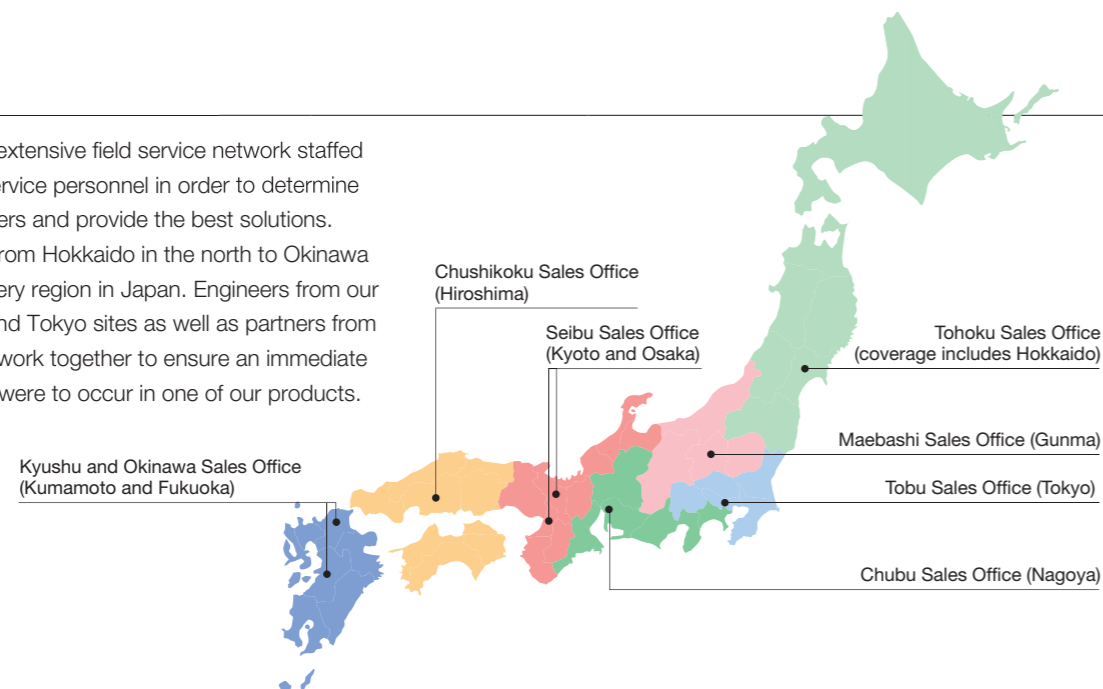 extensive field service network staffed
ervice personnel in order to determine
ers and provide the best solutions.
rom Hokkaido in the north to Okinawa
ery region in Japan. Engineers from our
nd Tokyo sites as well as partners from
work together to ensure an immediate
were to occur in one of our products.
Chushikoku Sales Office
(Hiroshima)
Seibu Sales Office
(Kyoto and Osaka)
Tohoku Sales Office
(coverage includes Hokkaido)
Maebashi Sales Office (Gunma)
Kyushu and Okinawa Sales Office
(Kumamoto and Fukuoka)
Tobu Sales Office (Tokyo)
Chubu Sales Office (Nagoya)